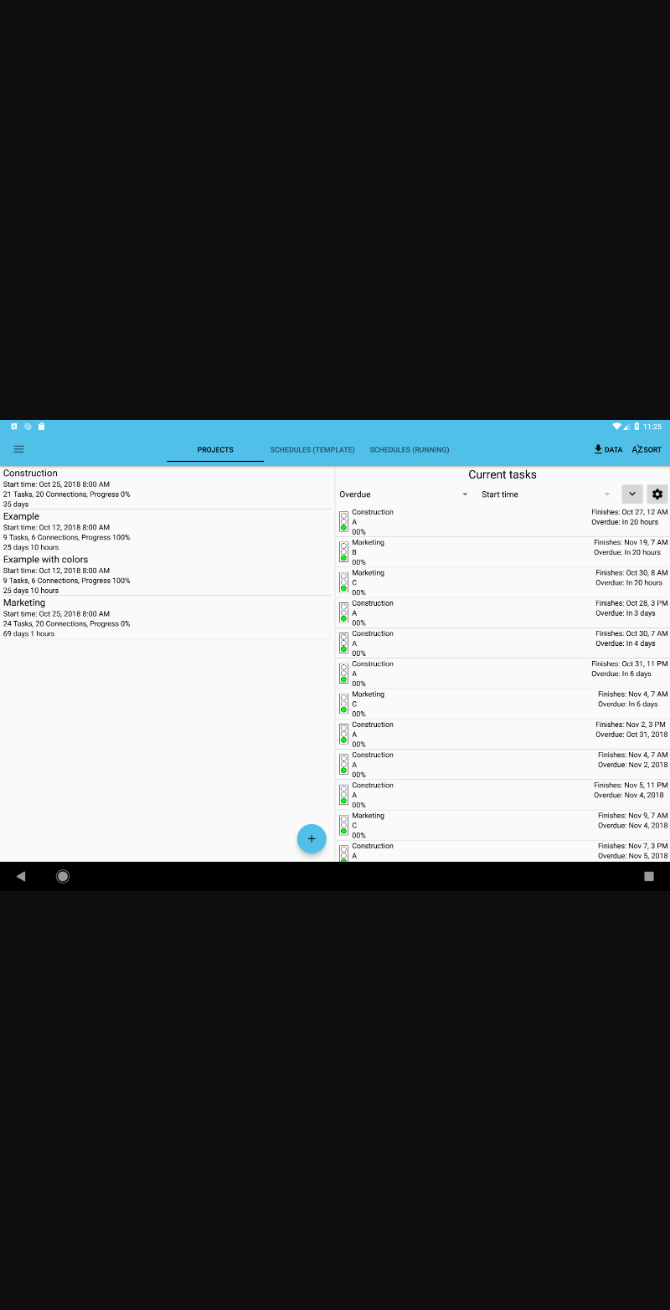 11:25
PROJECTS
SCHEDULES (TEMPLATE)
SCHEDULES (RUNNING)
DATA
AZ SORT
Construction
Start time: Oct 25, 2018 8:00 AM
21 Tasks, 20 Connections, Progress 0%
35 days
Example
Start time: Oct 12, 2018 8:00 AM
9 Tasks, 6 Connections, Progress 100%
25 days 10 hours
Example with colors
Start time: Oct 12, 2018 8:00 AM
9 Tasks, 6 Connections, Progress 100%
25 days 10 hours
Marketing
Start time: Oct 25, 2018 8:00 AM
24 Tasks, 20 Connections, Progress 0%
69 days 1 hours
Current tasks
Overdue
Start time
Construction
Finishes: Oct 27, 12 AM
A
Overdue: In 20 hours
00%
Marketing
Finishes: Nov 19, 7 AM
B
Overdue: In 20 hours
00%
Marketing
Finishes: Oct 30, 8 AM
C
Overdue: In 20 hours
00%
Construction
Finishes: Oct 28, 3 PM
A
Overdue: In 3 days
00%
Construction
Finishes: Oct 30, 7 AM
A
Overdue: In 4 days
00%
Construction
Finishes: Oct 31, 11 PM
A
Overdue: In 6 days
00%
Marketing
Finishes: Nov 4, 7 AM
C
Overdue: In 6 days
00%
Construction
Finishes: Nov 2, 3 PM
A
Overdue: Oct 31, 2018
00%
Construction
Finishes: Nov 4, 7 AM
A
Overdue: Nov 2, 2018
00%
Construction
Finishes: Nov 5, 11 PM
A
Overdue: Nov 4, 2018
00%
Marketing
Finishes: Nov 9, 7 AM
C
Overdue: Nov 4, 2018
00%
Construction
Finishes: Nov 7, 3 PM
A
Overdue: Nov 5, 2018